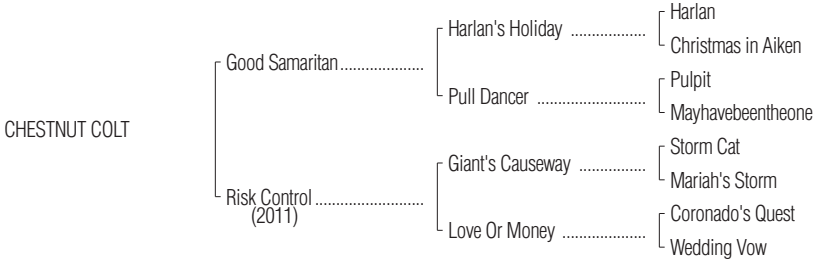 Harlan
Harlan's Holiday ..................
Christmas in Aiken
Good Samaritan....................
Pulpit
Pull Dancer ..........................
Mayhavebeentheone
CHESTNUT COLT
Storm Cat
Giant's Causeway ................
Mariah's Storm
Risk Control ..........................
(2011)
Coronado's Quest
Love Or Money ....................
Wedding Vow